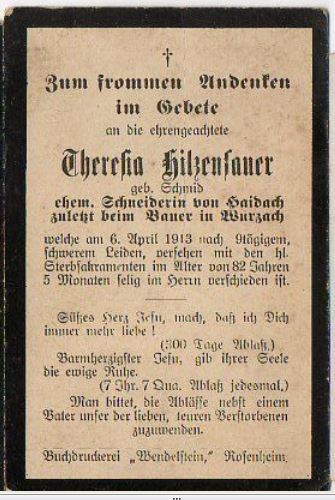 †
Zum frommen Andenken
im Gebete
an die ehrengeachtete
Theresia Hilzensauer
geb. Schmid
ehem. Schneiderin von Haidach
zuletzt beim Bauer in Wurzach
welche am 6. April 1913 nach 9tägigem,
schwerem Leiden, versehen mit den hl.
Sterbsakramenten im Alter von 82 Jahren
5 Monaten selig im Herrn verschieden ist.
Süßes Herz Jesu, mach, daß ich Dich
immer mehr liebe!
(300 Tage Ablaß.)
Barmherzigster Jesu, gib ihrer Seele
die ewige Ruhe.
(7 Jhr. 7 Qua. Ablaß jedesmal.)
Man bittet, die Ablässe nebst einem
Vater unser der lieben, teuren Verstorbenen
zuzuwenden.
Buchdruckerei „Wendelstein," Rosenheim.